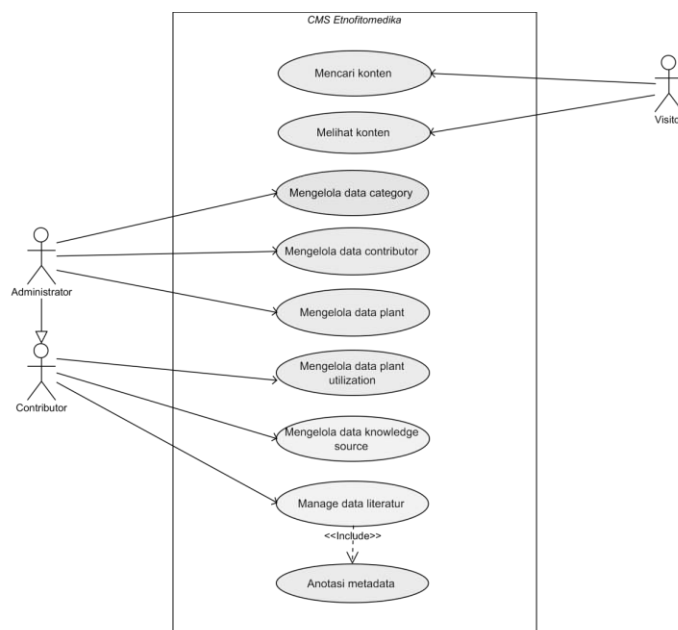 CMS Etnofitomedika
Mencari konten
Visito
Melihat konten
Mengelola data category
Mengelola data contributor
Administrator
Mengelola data plant
Mengelola data plant
utilization
Contributor
Mengelola data knowledge
source
Manage data literatur
<<Include>>
Anotasi metadata